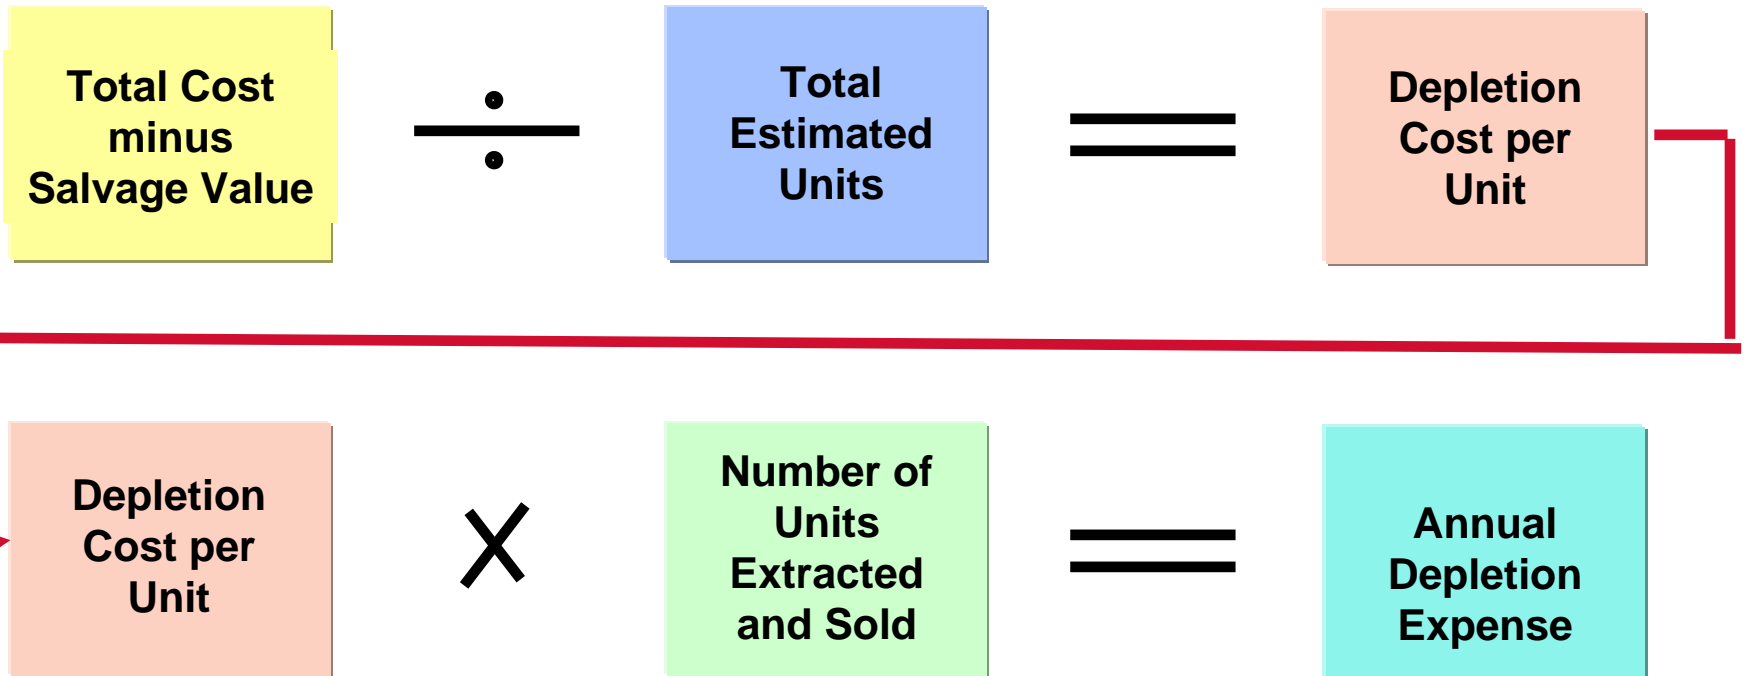 Total Cost
minus
Salvage Value
÷
Total
Estimated
Units
=
Depletion
Cost per
Unit
Depletion
Cost per
Unit
X
Number of
Units
Extracted
and Sold
=
Annual
Depletion
Expense